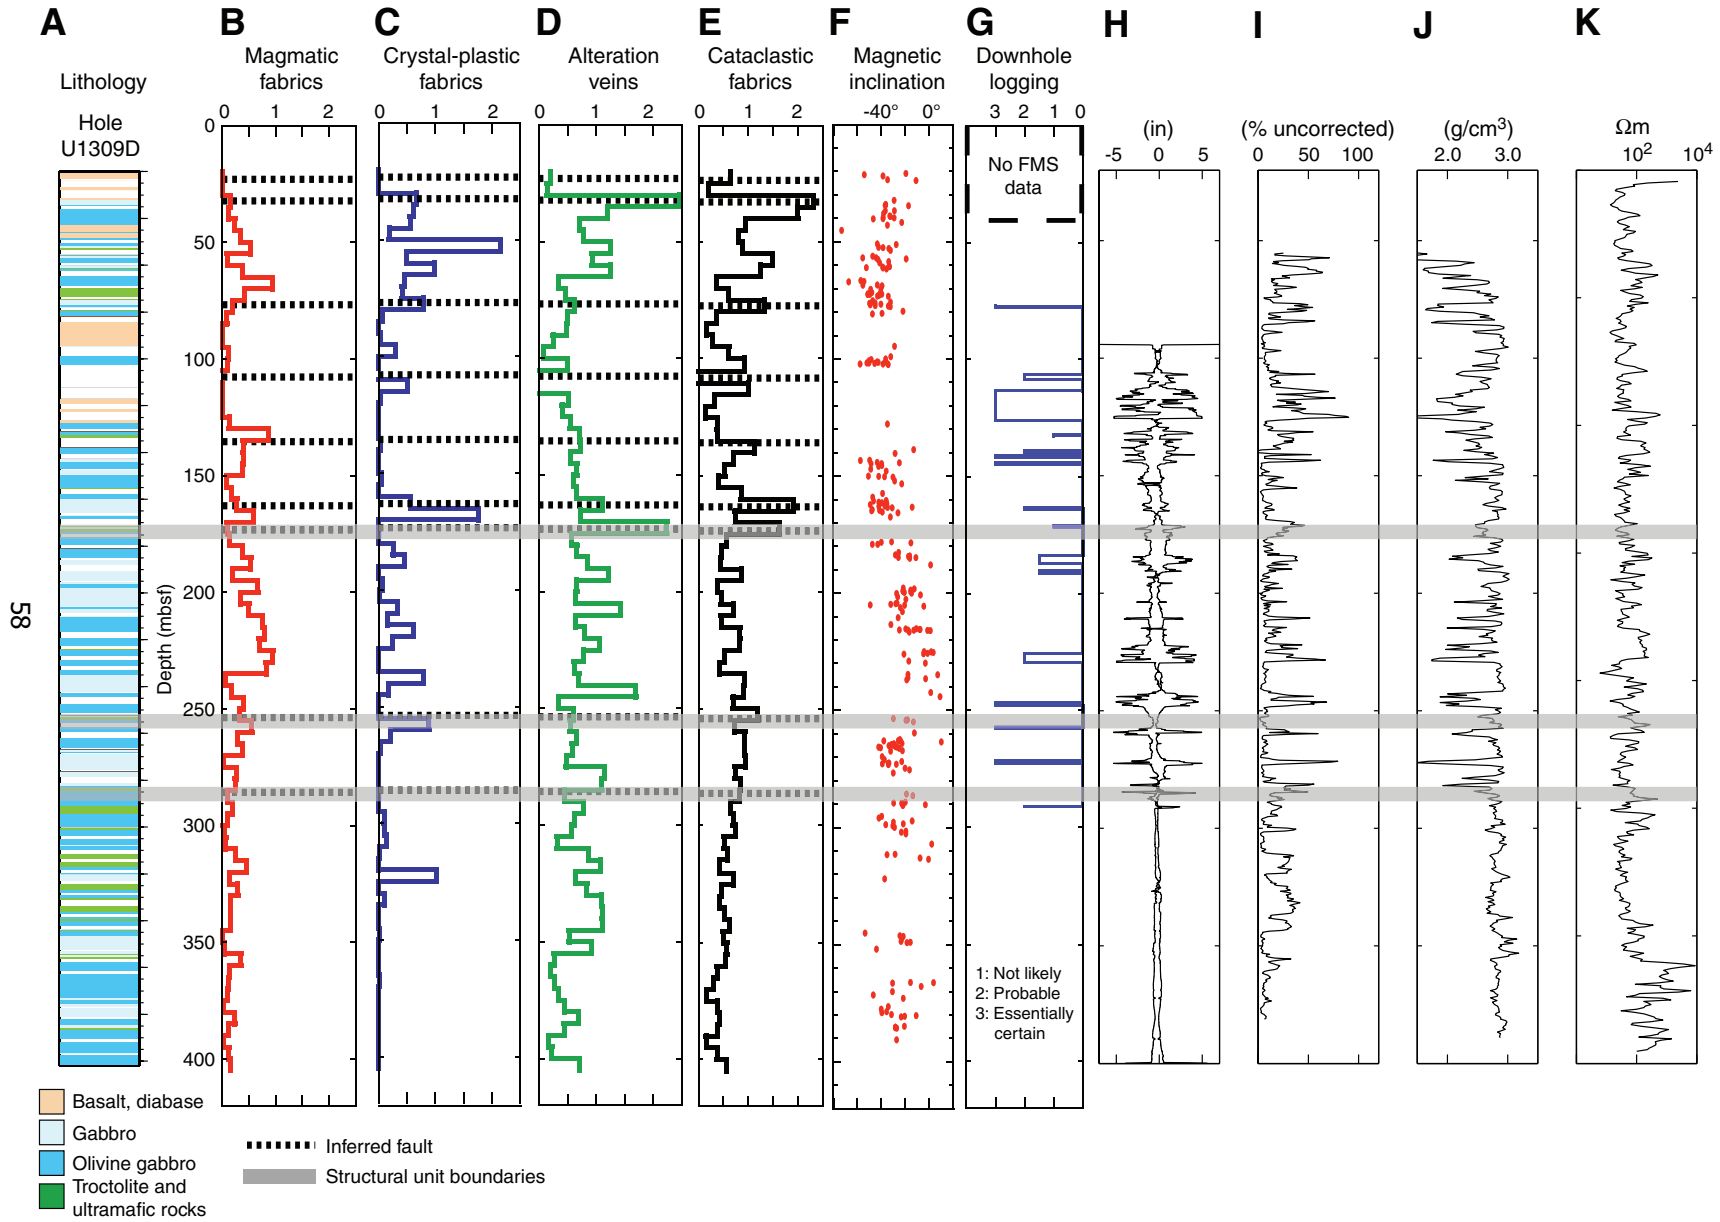 A B C D E F G H I J K
Lithology
Hole
U1309D
Magmatic
fabrics
0 1 2
Crystal-plastic
fabrics
0 1 2
Alteration
veins
0 1 2
Cataclastic
fabrics
0 1 2
Magnetic
inclination
-40° 0°
Downhole
logging
3 2 1 0
No FMS
data
(in)
-5 0 5
(% uncorrected)
0 50 100
(g/cm³)
2.0 3.0
Ωm
10² 10⁴
0
50
100
150
200
250
300
350
400
Depth (mbsf)
58
1: Not likely
2: Probable
3: Essentially
certain
Basalt, diabase
Gabbro
Olivine gabbro
Troctolite and
ultramafic rocks
Inferred fault
Structural unit boundaries